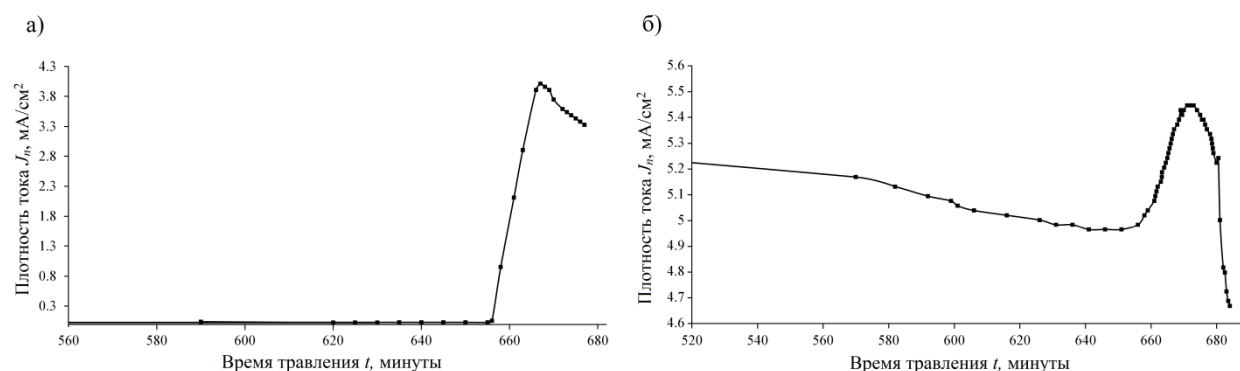 а)
4.3
3.8
3.3
2.8
2.3
1.8
1.3
0.8
0.3
Плотность тока Jn, мА/см²
560 580 600 620 640 660 680
Время травления t, минуты
б)
5.6
5.5
5.4
5.3
5.2
5.1
5
4.9
4.8
4.7
4.6
Плотность тока Jn, мА/см²
520 540 560 580 600 620 640 660 680
Время травления t, минуты